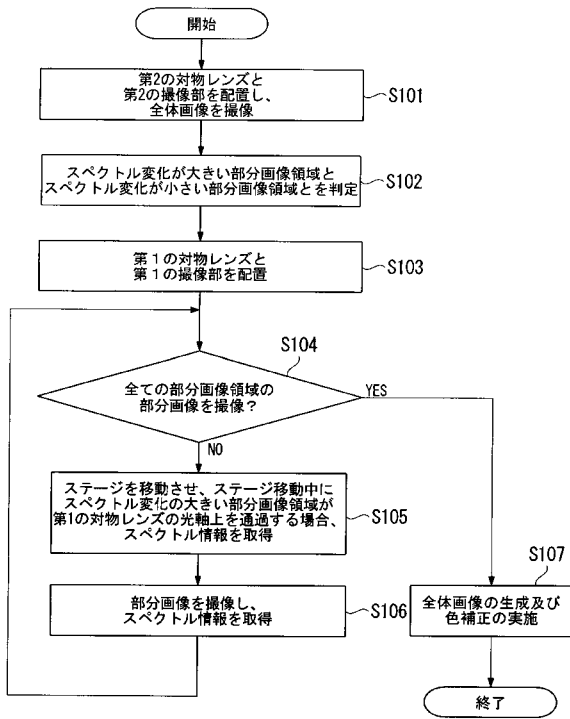 開始
第2の対物レンズと
第2の撮像部を配置し、
全体画像を撮像
S101
スペクトル変化が大きい部分画像領域と
スペクトル変化が小さい部分画像領域とを判定
S102
第1の対物レンズと
第1の撮像部を配置
S103
S104
全ての部分画像領域の
部分画像を撮像?
YES
NO
ステージを移動させ、ステージ移動中に
スペクトル変化の大きい部分画像領域が
第1の対物レンズの光軸上を通過する場合、
スペクトル情報を取得
S105
部分画像を撮像し、
スペクトル情報を取得
S106
S107
全体画像の生成及び
色補正の実施
終了